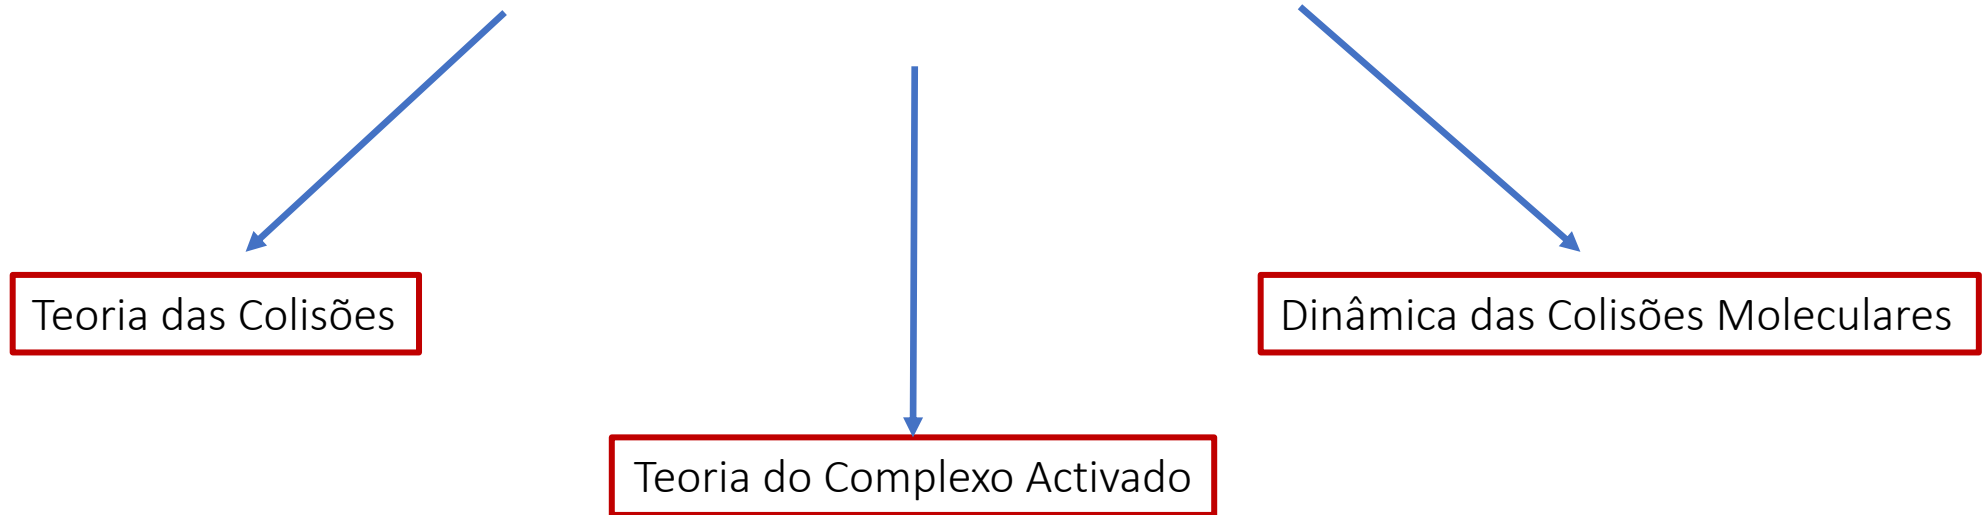 Teoria das Colisões
Dinâmica das Colisões Moleculares
Teoria do Complexo Activado